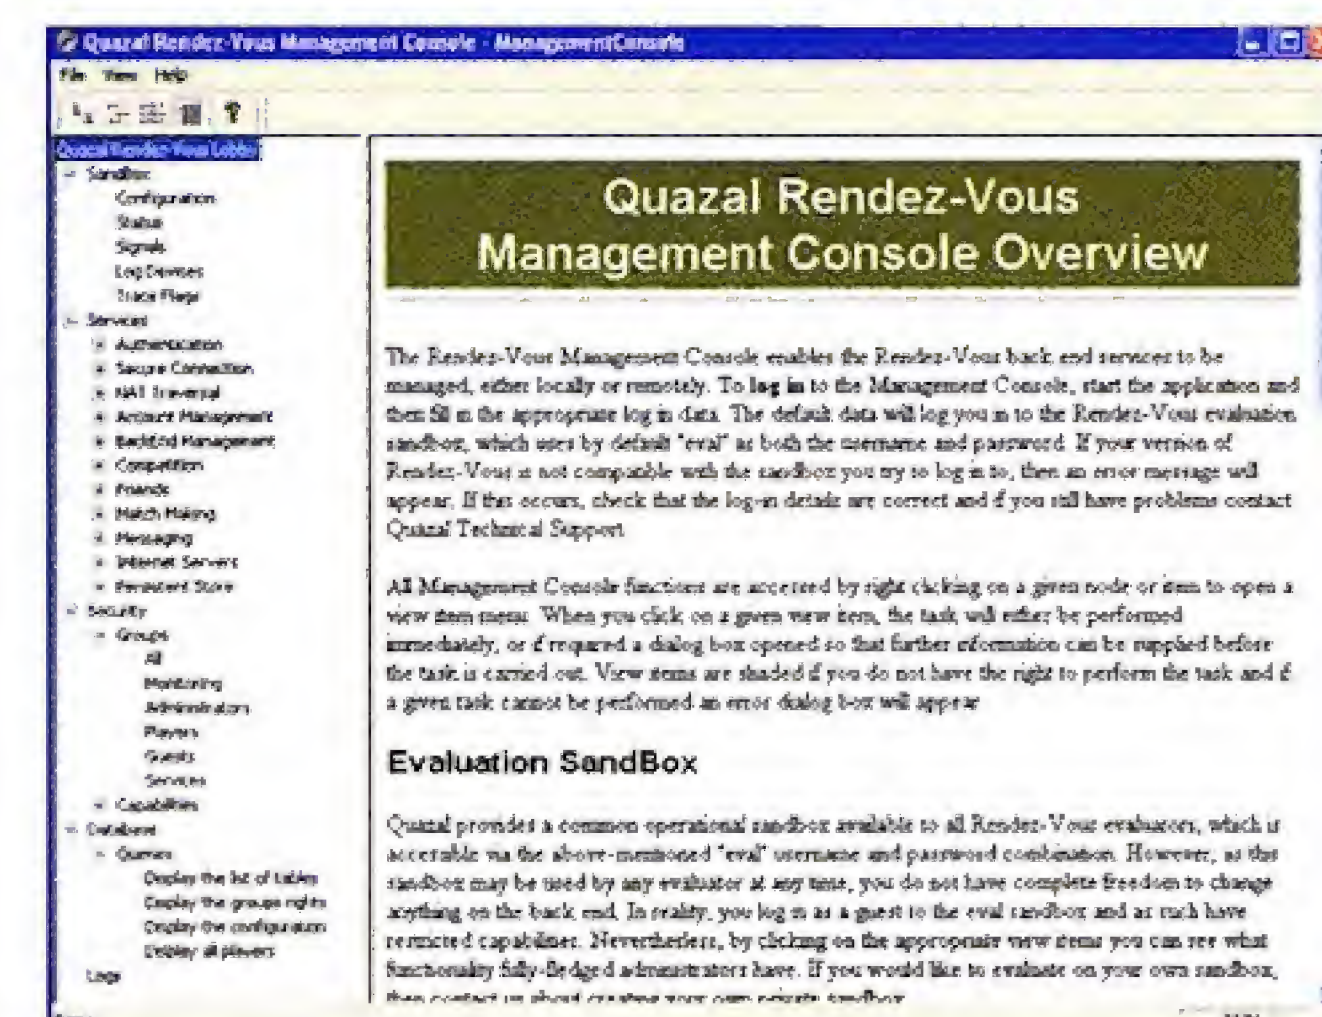 Quazal Rendez-Vous Management Console - ManagementConsole
File View Help
Quazal Rendez-Vous Lobby
SandBox
Configuration
Status
Signals
Log Devices
Trace Flags
Services
Authentication
Secure Connection
NAT Traversal
Account Management
BackEnd Management
Competition
Friends
Match Making
Messaging
Internet Servers
Persistent Store
Security
Groups
All
Monitoring
Administrators
Players
Guests
Services
Capabilities
Database
Queries
Display the list of tables
Display the groups rights
Display the configuration
Display all players
Logs
Quazal Rendez-Vous
Management Console Overview
The Rendez-Vous Management Console enables the Rendez-Vous back end services to be
managed, either locally or remotely. To log in to the Management Console, start the application and
then fill in the appropriate log in data. The default data will log you in to the Rendez-Vous evaluation
sandbox, which uses by default "eval" as both the username and password. If your version of
Rendez-Vous is not compatible with the sandbox you try to log in to, then an error message will
appear. If this occurs, check that the log-in details are correct and if you still have problems contact
Quazal Technical Support
All Management Console functions are accessed by right clicking on a given node or item to open a
view item menu. When you click on a given view item, the task will either be performed
immediately, or if required a dialog box opened so that further information can be supplied before
the task is carried out. View items are shaded if you do not have the right to perform the task and if
a given task cannot be performed an error dialog box will appear
Evaluation SandBox
Quazal provides a common operational sandbox available to all Rendez-Vous evaluators, which is
accessible via the above-mentioned "eval" username and password combination. However, as this
sandbox may be used by any evaluator at any time, you do not have complete freedom to change
anything on the back end. In reality, you log in as a guest to the eval sandbox and as such have
restricted capabilities. Nevertheless, by clicking on the appropriate view items you can see what
functionality fully-fledged administrators have. If you would like to evaluate on your own sandbox,
then contact us about creating your own private sandbox